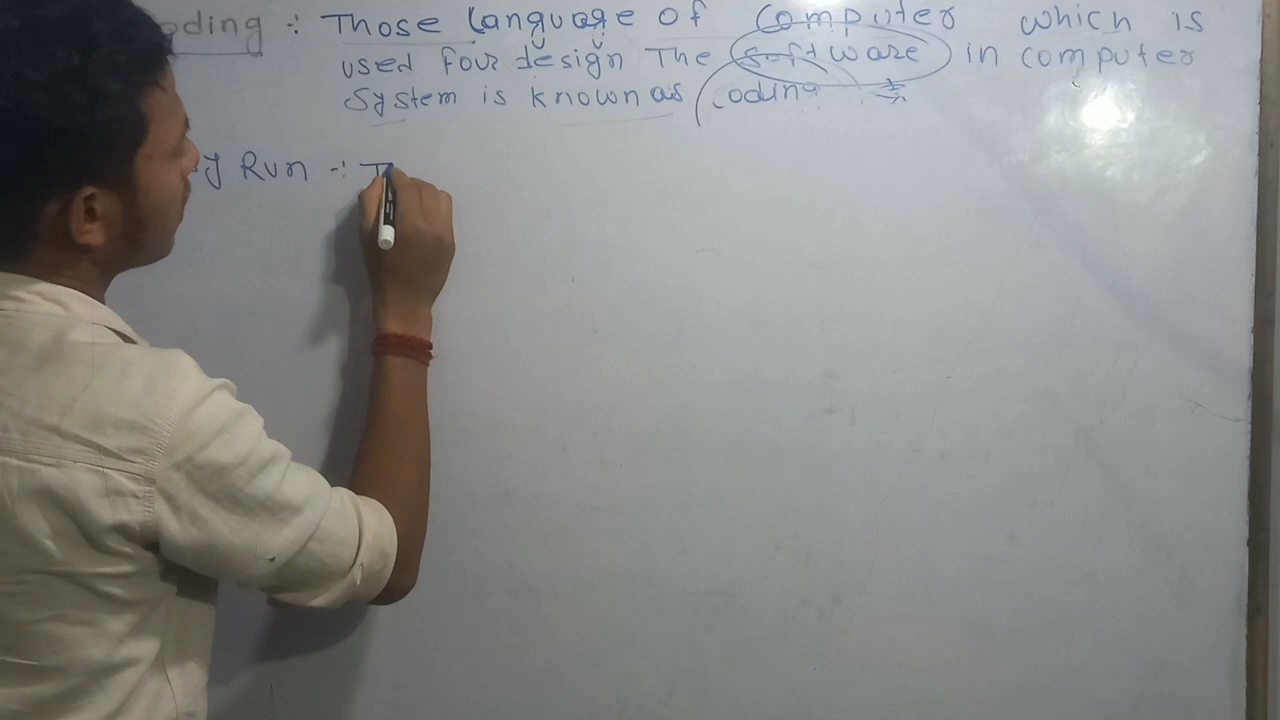 oding :- Those Language of Computer which is
used four design The software in computer
System is known as coding
y Run -: T